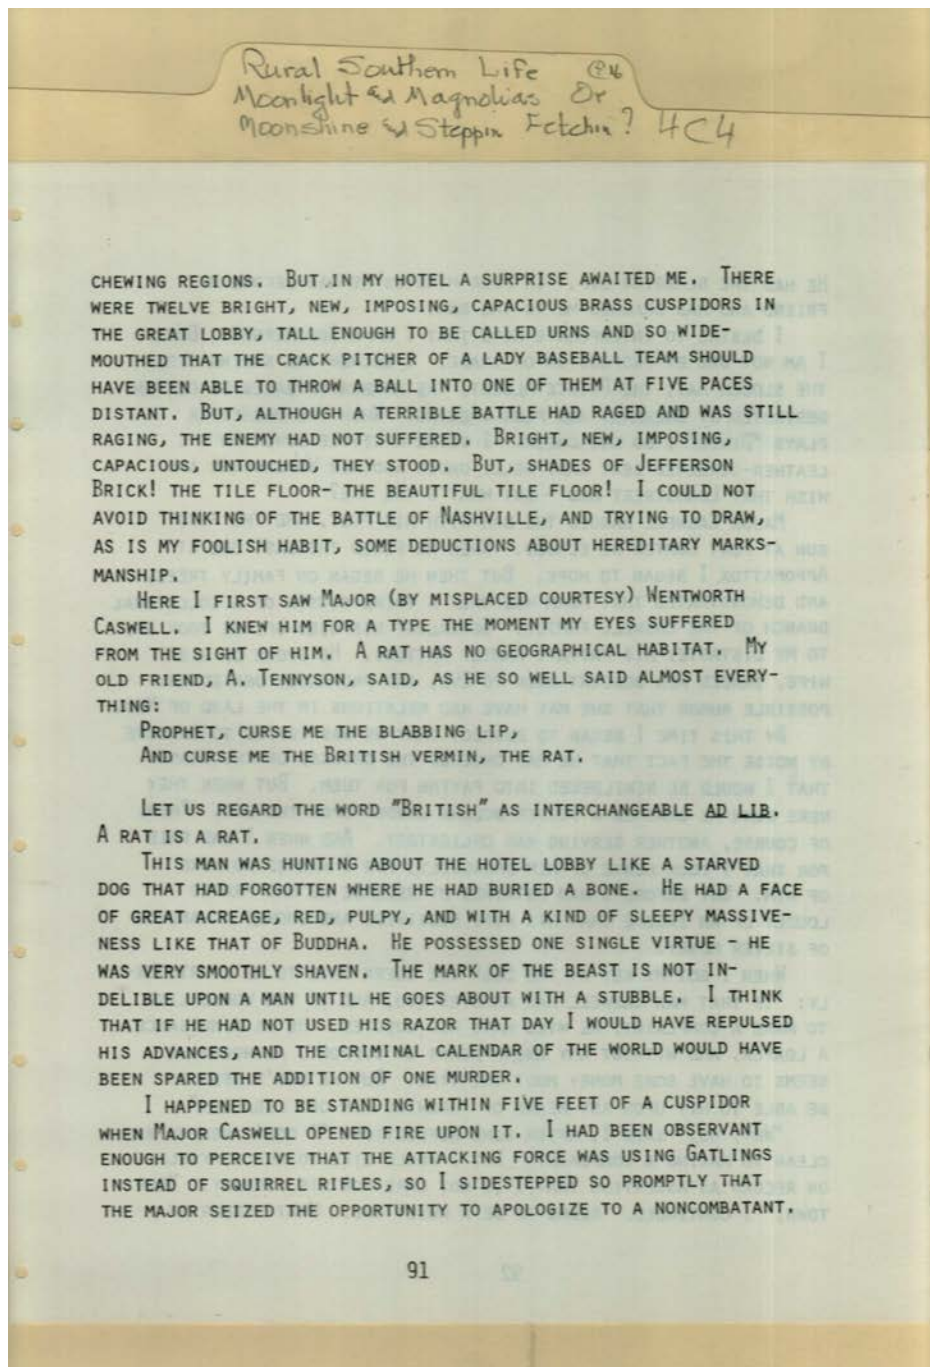 Rural Southern Life
Moonlight and Magnolias Or
Moonshine and Steppin Fetchin? 4C4
CHEWING REGIONS. BUT IN MY HOTEL A SURPRISE AWAITED ME. THERE
WERE TWELVE BRIGHT, NEW, IMPOSING, CAPACIOUS BRASS CUSPIDORS IN
THE GREAT LOBBY, TALL ENOUGH TO BE CALLED URNS AND SO WIDE-
MOUTHED THAT THE CRACK PITCHER OF A LADY BASEBALL TEAM SHOULD
HAVE BEEN ABLE TO THROW A BALL INTO ONE OF THEM AT FIVE PACES
DISTANT. BUT, ALTHOUGH A TERRIBLE BATTLE HAD RAGED AND WAS STILL
RAGING, THE ENEMY HAD NOT SUFFERED. BRIGHT, NEW, IMPOSING,
CAPACIOUS, UNTOUCHED, THEY STOOD. BUT, SHADES OF JEFFERSON
BRICK! THE TILE FLOOR- THE BEAUTIFUL TILE FLOOR! I COULD NOT
AVOID THINKING OF THE BATTLE OF NASHVILLE, AND TRYING TO DRAW,
AS IS MY FOOLISH HABIT, SOME DEDUCTIONS ABOUT HEREDITARY MARKS-
MANSHIP.
HERE I FIRST SAW MAJOR (BY MISPLACED COURTESY) WENTWORTH
CASWELL. I KNEW HIM FOR A TYPE THE MOMENT MY EYES SUFFERED
FROM THE SIGHT OF HIM. A RAT HAS NO GEOGRAPHICAL HABITAT. MY
OLD FRIEND, A. TENNYSON, SAID, AS HE SO WELL SAID ALMOST EVERY-
THING:
PROPHET, CURSE ME THE BLABBING LIP,
AND CURSE ME THE BRITISH VERMIN, THE RAT.
LET US REGARD THE WORD "BRITISH" AS INTERCHANGEABLE AD LIB.
A RAT IS A RAT.
THIS MAN WAS HUNTING ABOUT THE HOTEL LOBBY LIKE A STARVED
DOG THAT HAD FORGOTTEN WHERE HE HAD BURIED A BONE. HE HAD A FACE
OF GREAT ACREAGE, RED, PULPY, AND WITH A KIND OF SLEEPY MASSIVE-
NESS LIKE THAT OF BUDDHA. HE POSSESSED ONE SINGLE VIRTUE - HE
WAS VERY SMOOTHLY SHAVEN. THE MARK OF THE BEAST IS NOT IN-
DELIBLE UPON A MAN UNTIL HE GOES ABOUT WITH A STUBBLE. I THINK
THAT IF HE HAD NOT USED HIS RAZOR THAT DAY I WOULD HAVE REPULSED
HIS ADVANCES, AND THE CRIMINAL CALENDAR OF THE WORLD WOULD HAVE
BEEN SPARED THE ADDITION OF ONE MURDER.
I HAPPENED TO BE STANDING WITHIN FIVE FEET OF A CUSPIDOR
WHEN MAJOR CASWELL OPENED FIRE UPON IT. I HAD BEEN OBSERVANT
ENOUGH TO PERCEIVE THAT THE ATTACKING FORCE WAS USING GATLINGS
INSTEAD OF SQUIRREL RIFLES, SO I SIDESTEPPED SO PROMPTLY THAT
THE MAJOR SEIZED THE OPPORTUNITY TO APOLOGIZE TO A NONCOMBATANT.
91